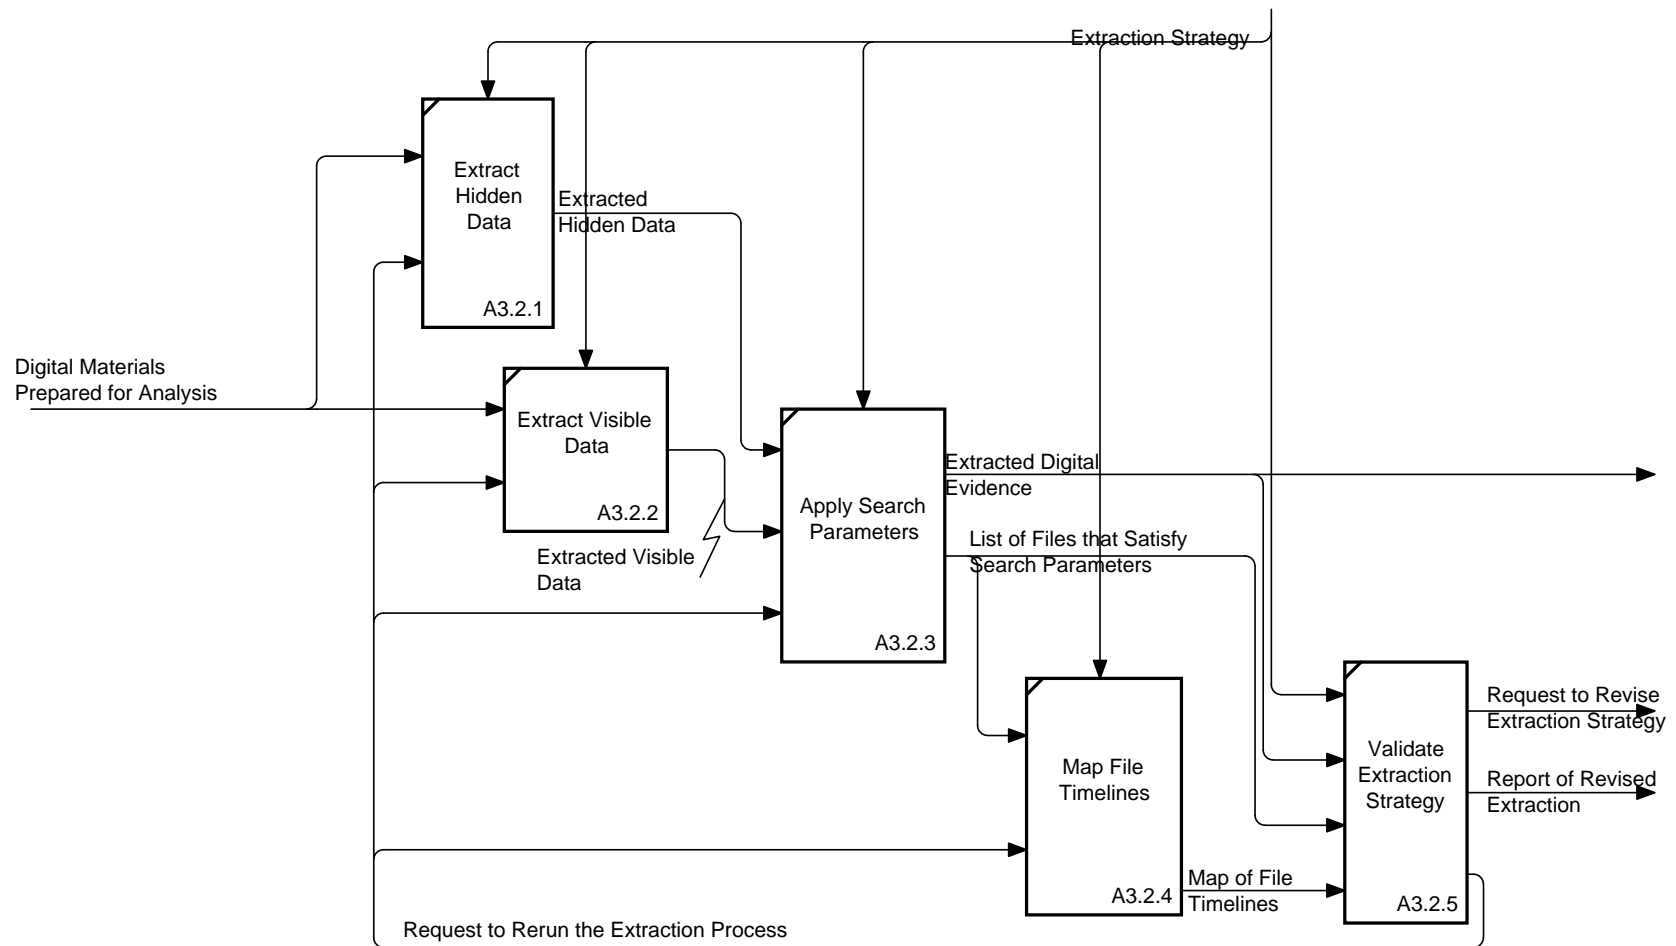 Extraction Strategy
Extract
Hidden
Data
A3.2.1
Extracted
Hidden Data
Digital Materials
Prepared for Analysis
Extract Visible
Data
A3.2.2
Extracted Visible
Data
Apply Search
Parameters
A3.2.3
Extracted Digital
Evidence
List of Files that Satisfy
Search Parameters
Map File
Timelines
A3.2.4
Map of File
Timelines
Validate
Extraction
Strategy
A3.2.5
Request to Revise
Extraction Strategy
Report of Revised
Extraction
Request to Rerun the Extraction Process